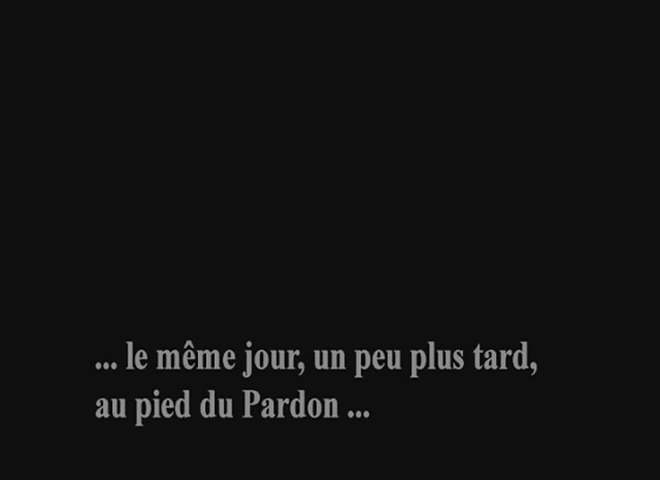 ... le même jour, un peu plus tard,
au pied du Pardon ...